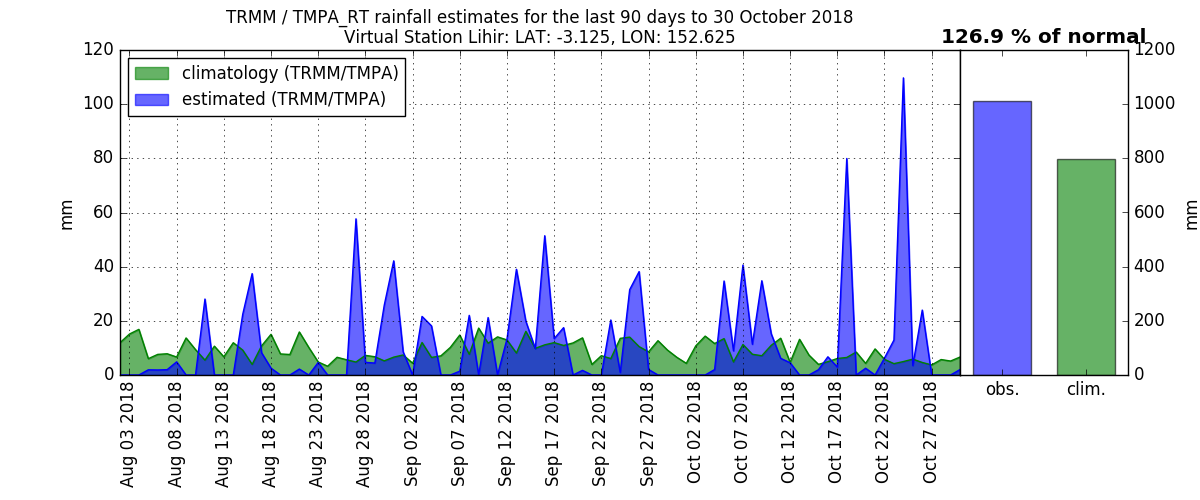 TRMM / TMPA_RT rainfall estimates for the last 90 days to 30 October 2018
Virtual Station Lihir: LAT: -3.125, LON: 152.625
126.9 % of normal
climatology (TRMM/TMPA)
estimated (TRMM/TMPA)
mm
120
100
80
60
40
20
0
1200
1000
800
600
400
200
0
mm
Aug 03 2018
Aug 08 2018
Aug 13 2018
Aug 18 2018
Aug 23 2018
Aug 28 2018
Sep 02 2018
Sep 07 2018
Sep 12 2018
Sep 17 2018
Sep 22 2018
Sep 27 2018
Oct 02 2018
Oct 07 2018
Oct 12 2018
Oct 17 2018
Oct 22 2018
Oct 27 2018
obs.
clim.